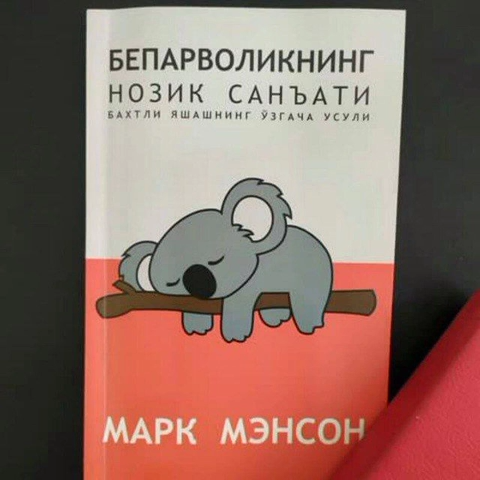 БЕПАРВОЛИКНИНГ
НОЗИК САНЪАТИ
БАХТЛИ ЯШАШНИНГ ЎЗГАЧА УСУЛИ
МАРК МЭНСОН